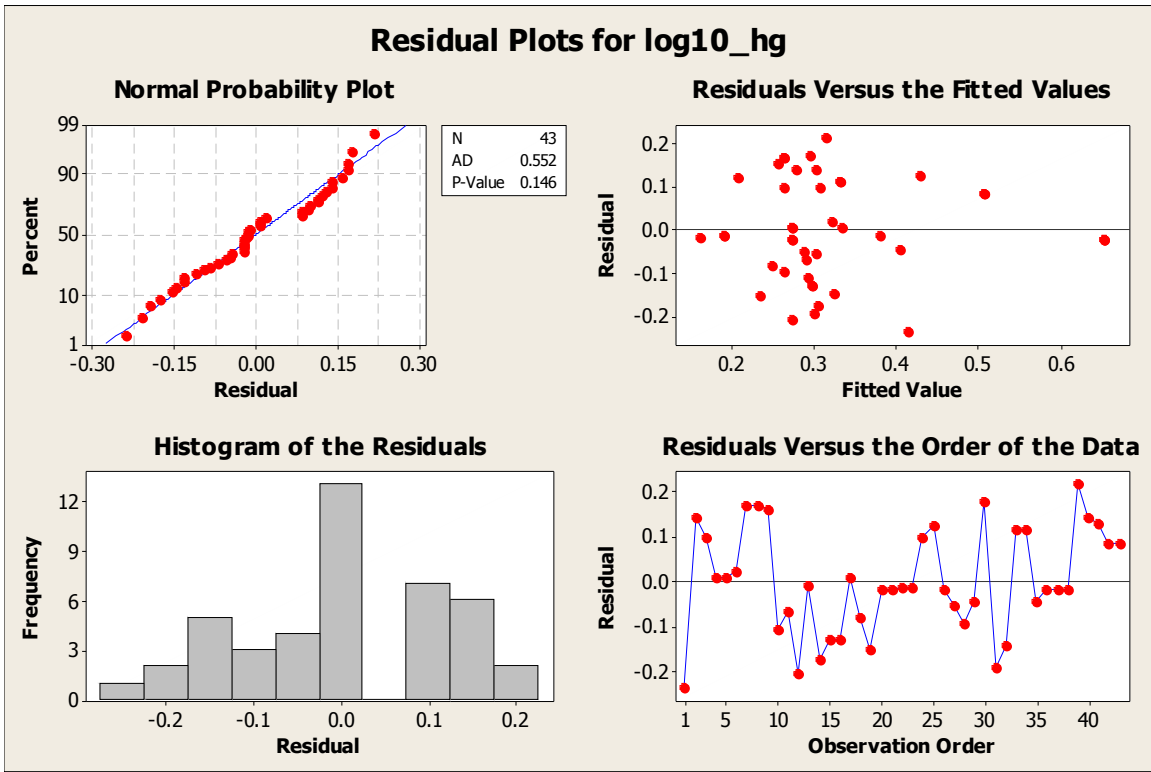 Residual Plots for log10_hg
Normal Probability Plot
99
90
50
10
1
Percent
-0.30
-0.15
0.00
0.15
0.30
Residual
N 43
AD 0.552
P-Value 0.146
Residuals Versus the Fitted Values
0.2
0.1
0.0
-0.1
-0.2
Residual
0.2
0.3
0.4
0.5
0.6
Fitted Value
Histogram of the Residuals
12
9
6
3
0
Frequency
-0.2
-0.1
0.0
0.1
0.2
Residual
Residuals Versus the Order of the Data
0.2
0.1
0.0
-0.1
-0.2
Residual
1
5
10
15
20
25
30
35
40
Observation Order